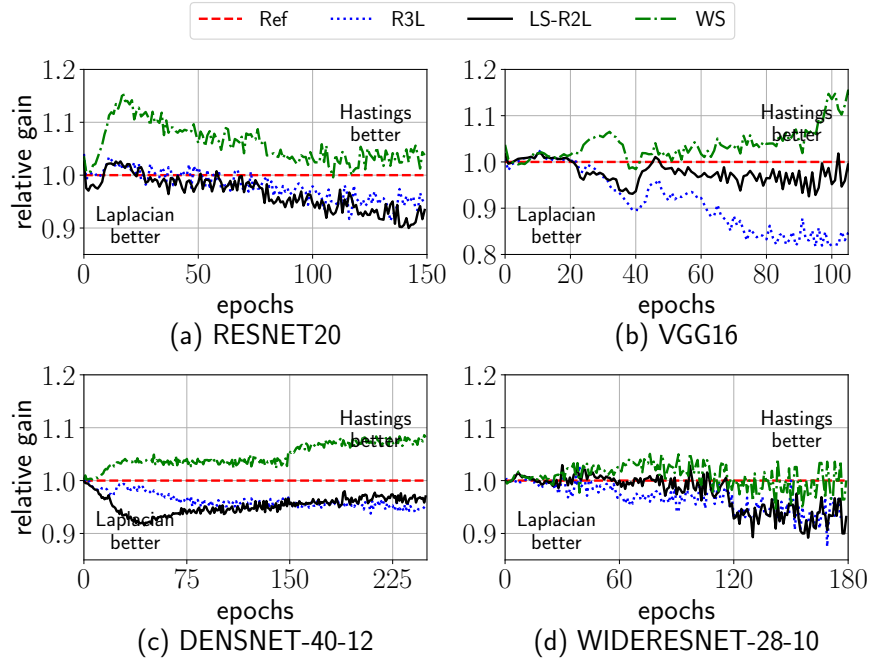 Ref R3L LS-R2L WS
1.2
1.1
1.0
0.9
relative gain
Hastings
better
Laplacian
better
0 50 100 150
epochs
(a) RESNET20
1.2
1.1
1.0
0.9
0.8
Hastings
better
Laplacian
better
0 20 40 60 80 100
epochs
(b) VGG16
1.2
1.1
1.0
0.9
relative gain
Hastings
better
Laplacian
better
0 75 150 225
epochs
(c) DENSNET-40-12
1.2
1.1
1.0
0.9
Hastings
better
Laplacian
better
0 60 120 180
epochs
(d) WIDERESNET-28-10